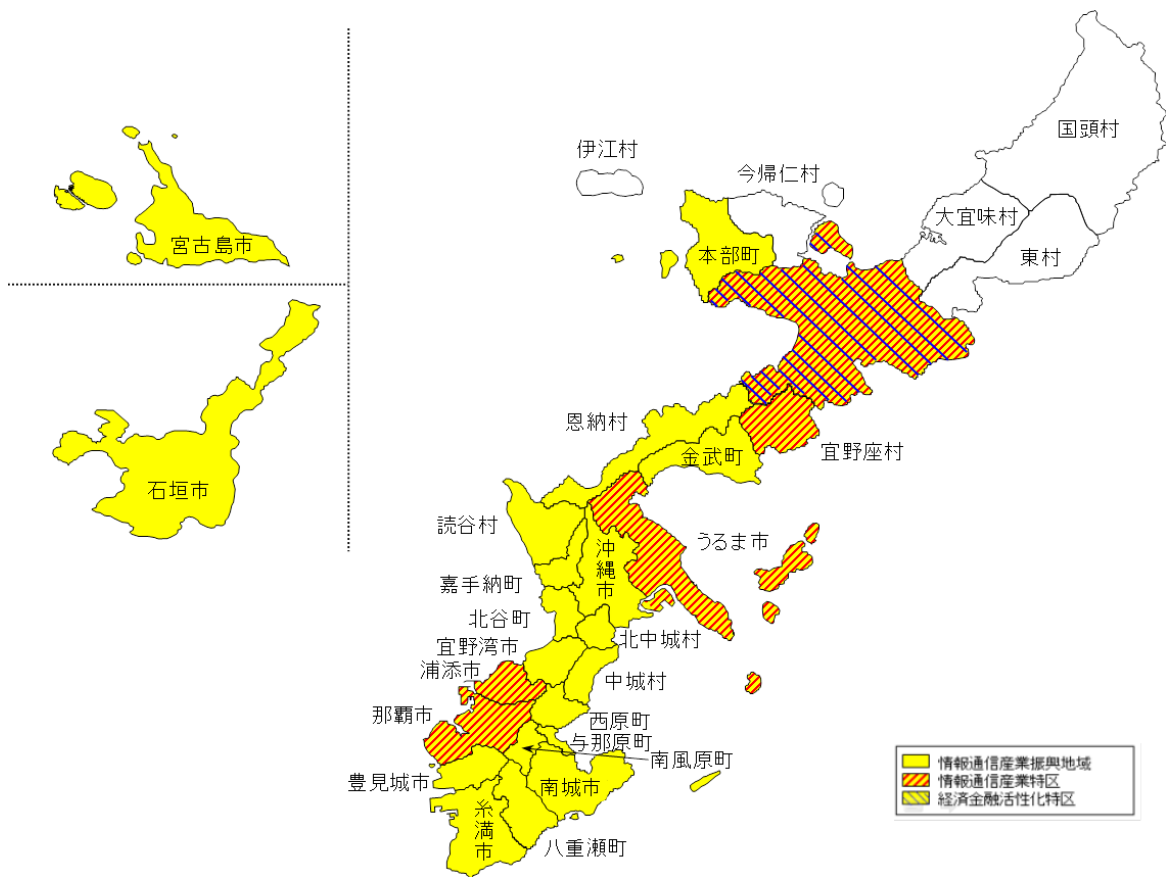 国頭村
伊江村
今帰仁村
大宜味村
宮古島市
本部町
東村
恩納村
金武町
宜野座村
石垣市
読谷村
うるま市
沖縄市
嘉手納町
北谷町
北中城村
宜野湾市
浦添市
中城村
那覇市
西原町
与那原町
南風原町
豊見城市
南城市
糸満市
八重瀬町
情報通信産業振興地域
情報通信産業特区
経済金融活性化特区